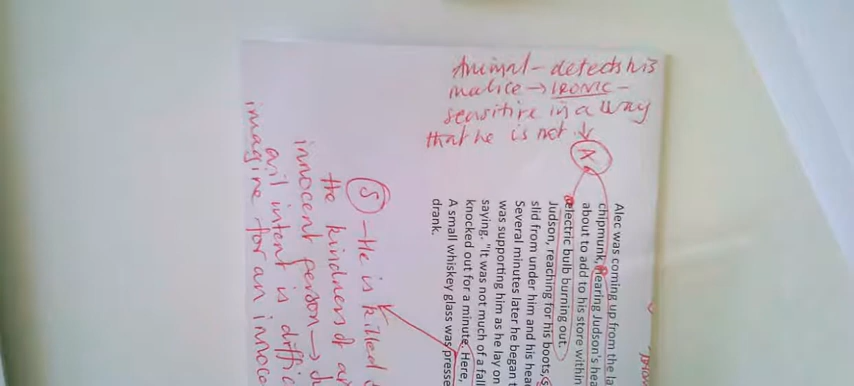 Animal - detects his
malice → IRONIC -
sensitive in a way
that he is not ↓
A
Alec was coming up from the la
chipmunk, hearing Judson's hea
about to add to his store within
electric bulb burning out.
Judson, reaching for his boots,
slid from under him and his hea
Several minutes later he began t
was supporting him as he lay on
saying. "It was not much of a fall
knocked out for a minute. Here,
A small whiskey glass was presse
drank.
S - He is killed
the kindness of an
innocent person →
evil intent is diffic
imagine for an innoce